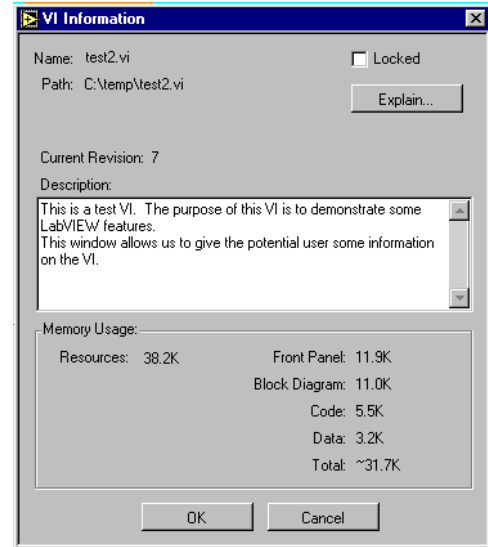 VI Information
Name: test2.vi
Locked
Path: C:\temp\test2.vi
Explain...
Current Revision: 7
Description:
This is a test VI. The purpose of this VI is to demonstrate some
LabVIEW features.
This window allows us to give the potential user some information
on the VI.
Memory Usage:
Resources: 38.2K
Front Panel: 11.9K
Block Diagram: 11.0K
Code: 5.5K
Data: 3.2K
Total: ~31.7K
OK
Cancel